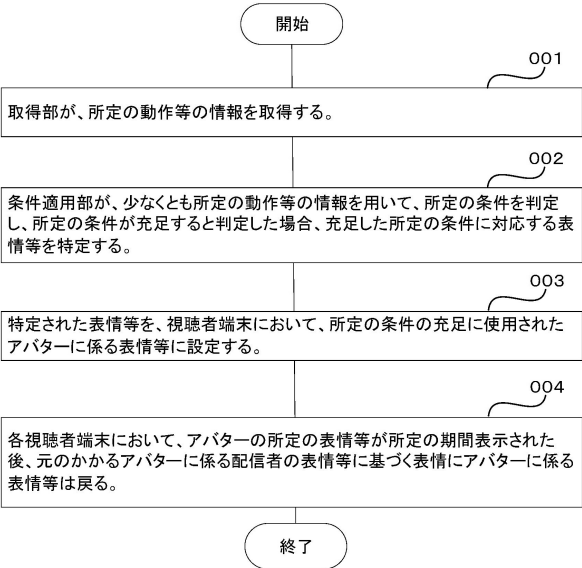 開始
001
取得部が、所定の動作等の情報を取得する。
002
条件適用部が、少なくとも所定の動作等の情報を用いて、所定の条件を判定
し、所定の条件が充足すると判定した場合、充足した所定の条件に対応する表
情等を特定する。
003
特定された表情等を、視聴者端末において、所定の条件の充足に使用された
アバターに係る表情等に設定する。
004
各視聴者端末において、アバターの所定の表情等が所定の期間表示された
後、元のかかるアバターに係る配信者の表情等に基づく表情にアバターに係る
表情等は戻る。
終了